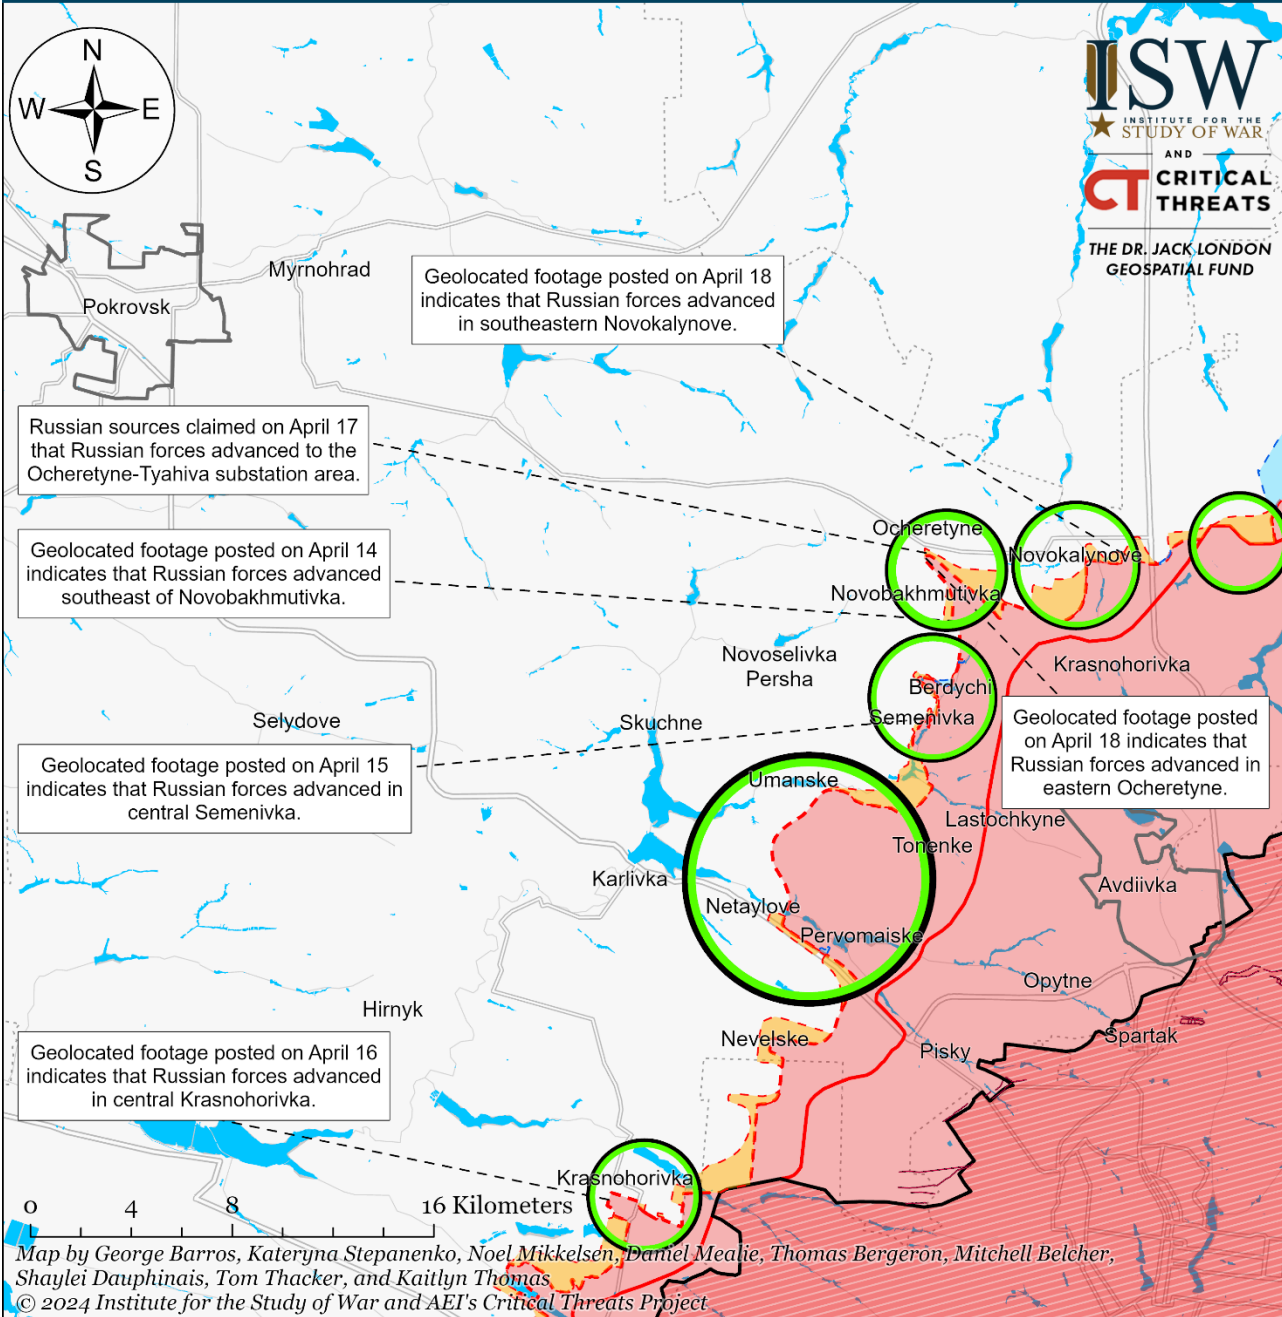 N
W
E
S
ISW
INSTITUTE FOR THE
STUDY OF WAR
AND
CT CRITICAL
THREATS
THE DR. JACK LONDON
GEOSPATIAL FUND
Myrnohrad
Pokrovsk
Geolocated footage posted on April 18
indicates that Russian forces advanced
in southeastern Novokalynove.
Russian sources claimed on April 17
that Russian forces advanced to the
Ocheretyne-Tyahiva substation area.
Ocheretyne
Novokalynove
Geolocated footage posted on April 14
indicates that Russian forces advanced
southeast of Novobakhmutivka.
Novobakhmutivka
Novoselivka
Persha
Krasnohorivka
Berdychi
Semenivka
Selydove
Skuchne
Geolocated footage posted
on April 18 indicates that
Russian forces advanced in
eastern Ocheretyne.
Geolocated footage posted on April 15
indicates that Russian forces advanced in
central Semenivka.
Umanske
Lastochkyne
Tonenke
Karlivka
Avdiivka
Netaylove
Pervomaiske
Opytne
Hirnyk
Nevelske
Pisky
Spartak
Geolocated footage posted on April 16
indicates that Russian forces advanced
in central Krasnohorivka.
Krasnohorivka
0 4 8 16 Kilometers
Map by George Barros, Kateryna Stepanenko, Noel Mikkelsen, Daniel Mealie, Thomas Bergeron, Mitchell Belcher,
Shaylei Dauphinais, Tom Thacker, and Kaitlyn Thomas
© 2024 Institute for the Study of War and AEI's Critical Threats Project